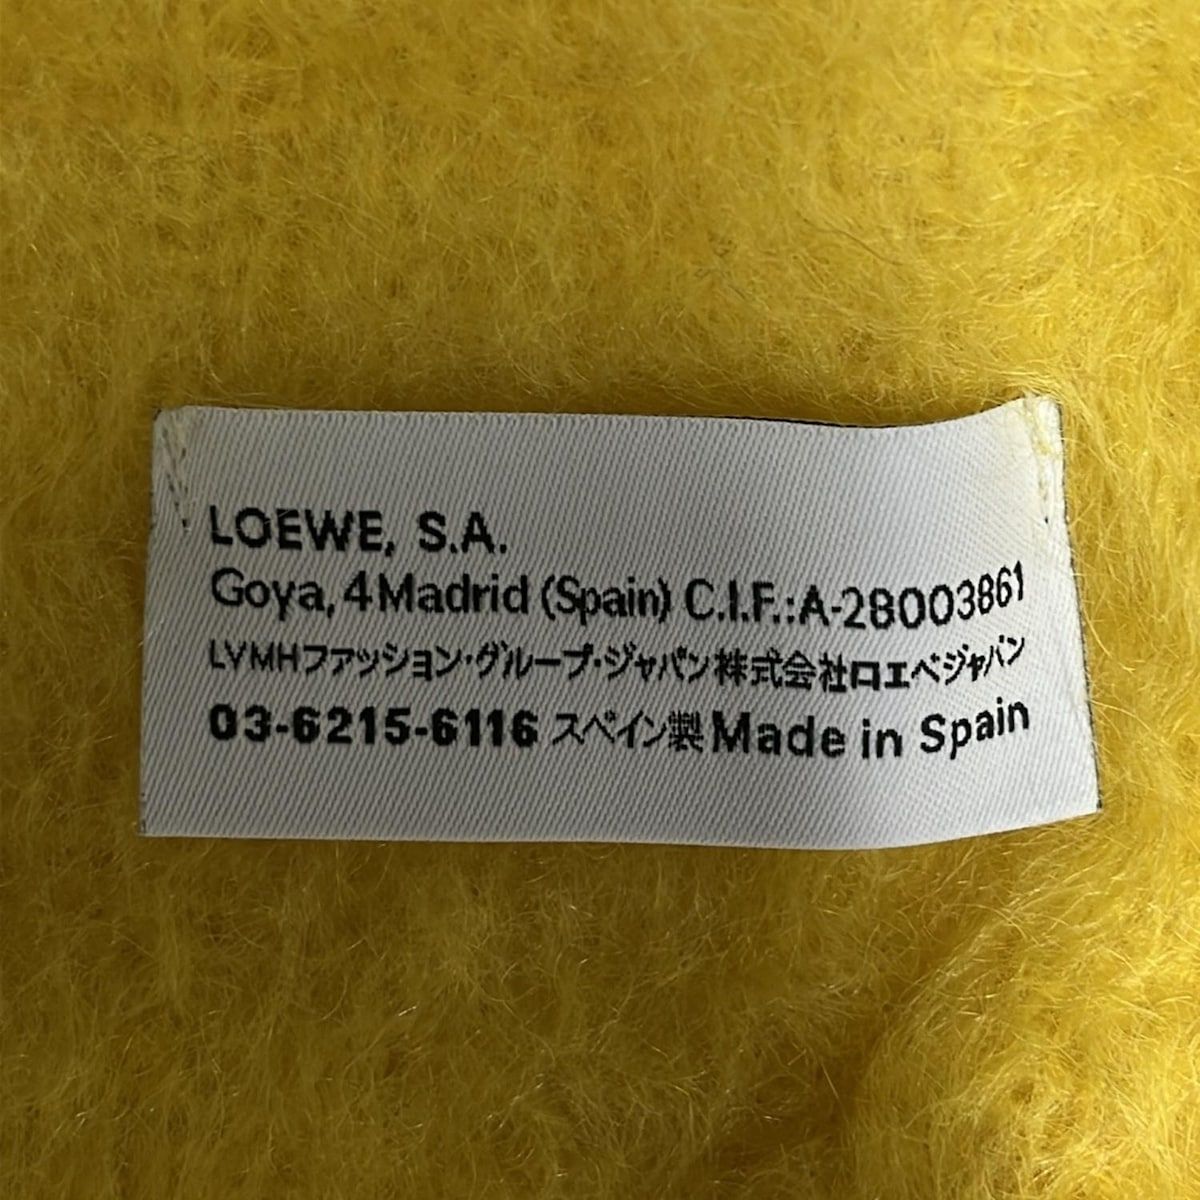 LOEWE, S.A.
Goya, 4 Madrid (Spain) C.I.F.:A-28003861
LVMHファッション・グループ・ジャパン株式会社ロエベジャパン
03-6215-6116 スペイン製 Made in Spain